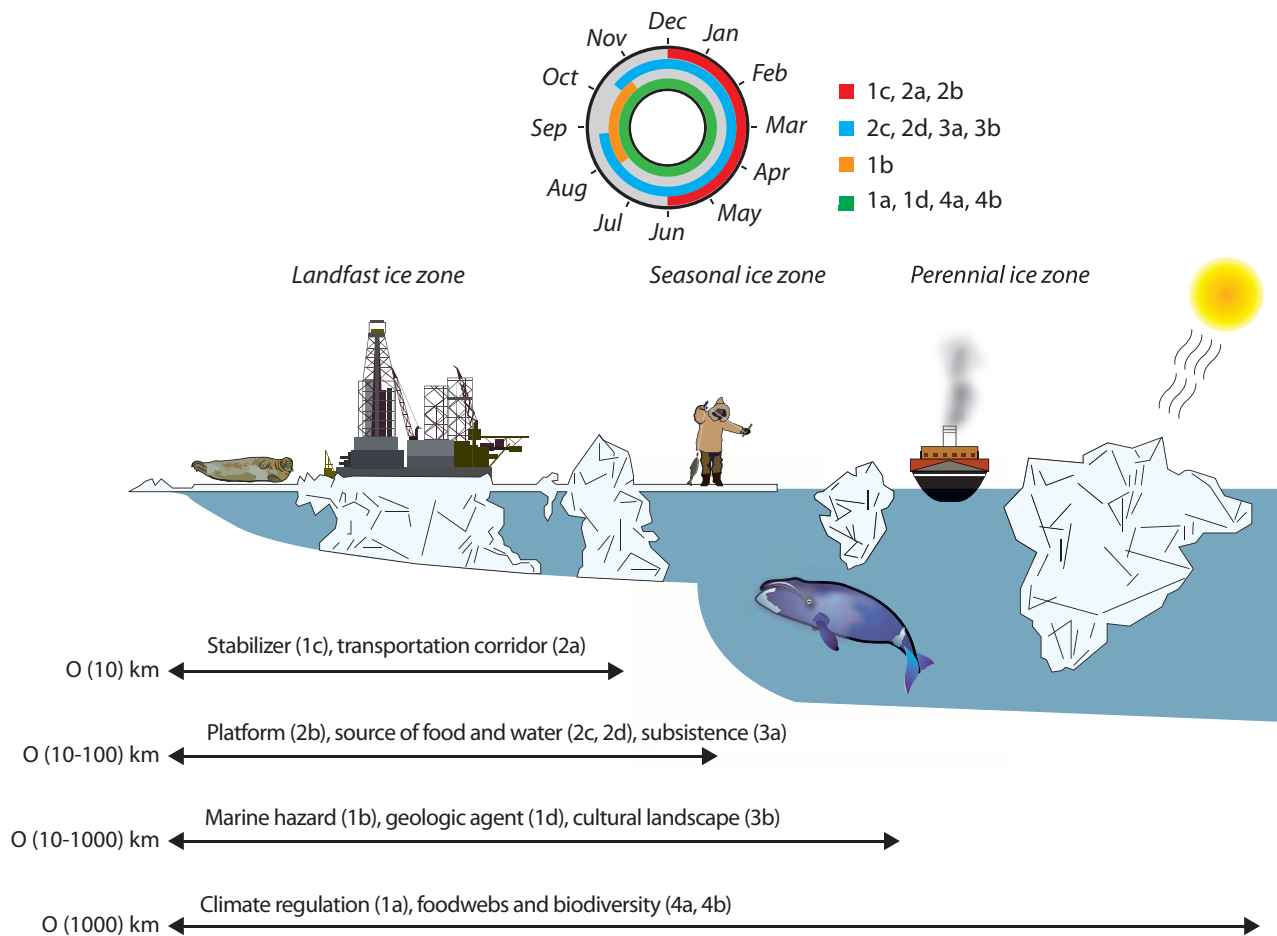 Dec
Jan
Feb
Mar
Apr
May
Jun
Jul
Aug
Sep
Oct
Nov
1c, 2a, 2b
2c, 2d, 3a, 3b
1b
1a, 1d, 4a, 4b
Landfast ice zone
Seasonal ice zone
Perennial ice zone
Stabilizer (1c), transportation corridor (2a)
O (10) km
Platform (2b), source of food and water (2c, 2d), subsistence (3a)
O (10-100) km
Marine hazard (1b), geologic agent (1d), cultural landscape (3b)
O (10-1000) km
Climate regulation (1a), foodwebs and biodiversity (4a, 4b)
O (1000) km